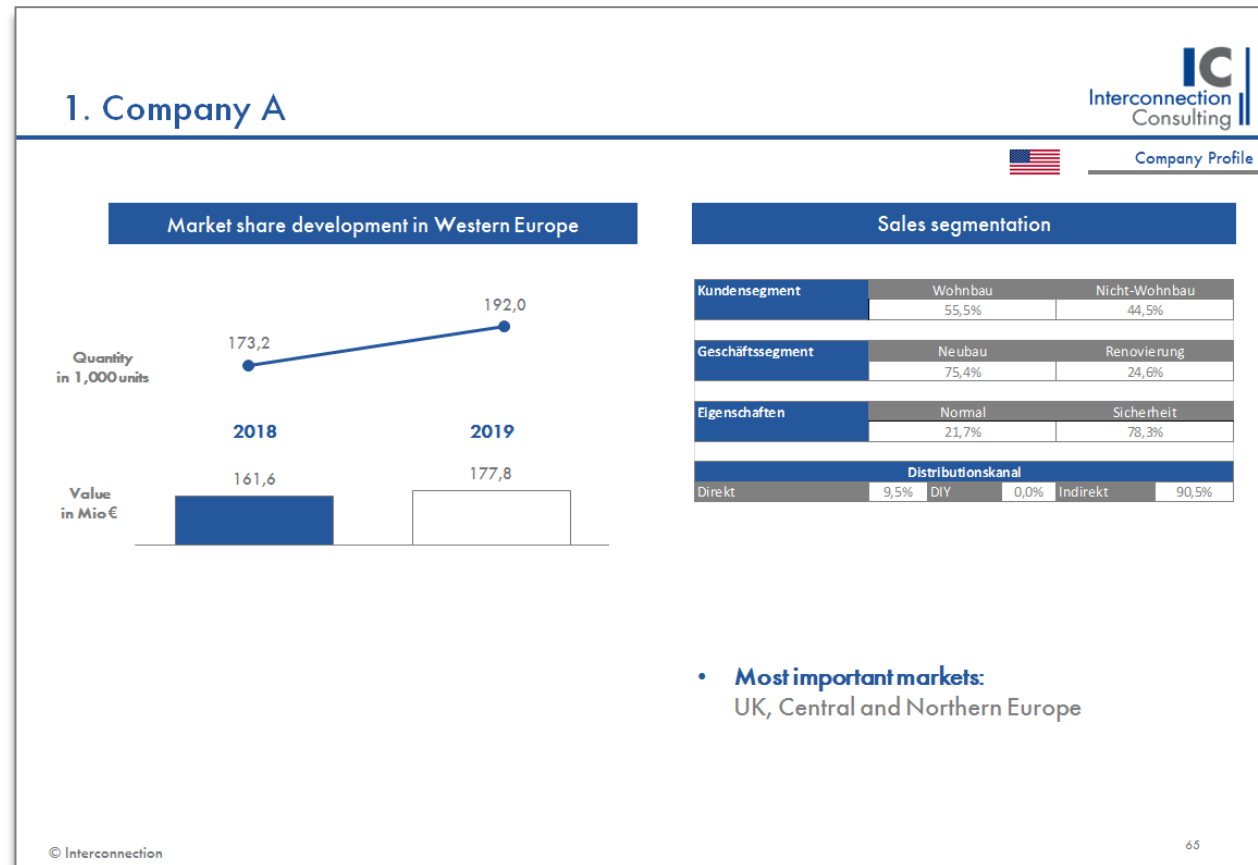 IC
Interconnection
Consulting
1. Company A
Company Profile
Market share development in Western Europe
Quantity
in 1,000 units
173,2
192,0
2018
2019
Value
in Mio €
161,6
177,8
Sales segmentation
Kundensegment Wohnbau Nicht-Wohnbau
55,5% 44,5%
Geschäftssegment Neubau Renovierung
75,4% 24,6%
Eigenschaften Normal Sicherheit
21,7% 78,3%
Distributionskanal
Direkt 9,5% DIY 0,0% Indirekt 90,5%
• Most important markets:
UK, Central and Northern Europe
© Interconnection
65